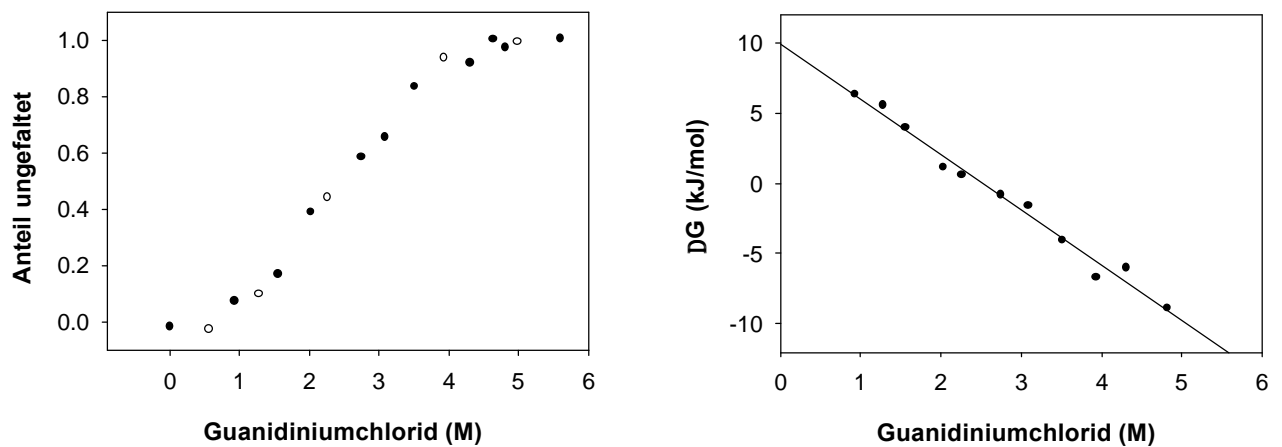 Anteil ungefaltet
1.0
0.8
0.6
0.4
0.2
0.0
0 1 2 3 4 5 6
Guanidiniumchlorid (M)
DG (kJ/mol)
10
5
0
-5
-10
0 1 2 3 4 5 6
Guanidiniumchlorid (M)